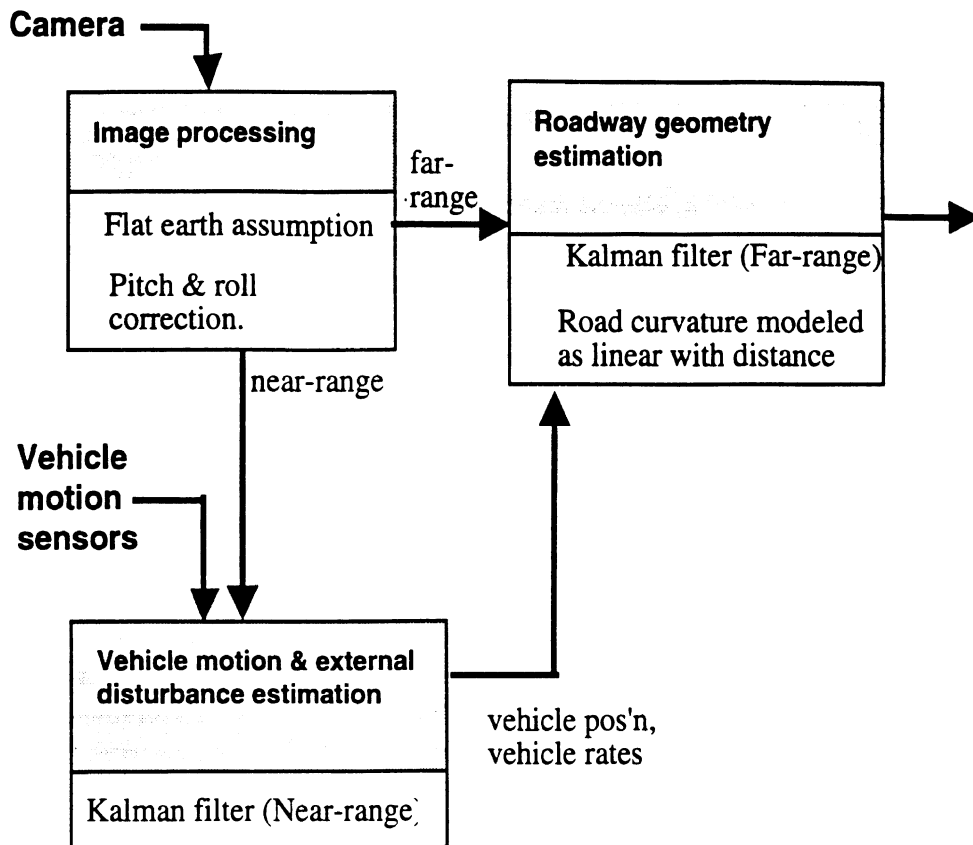 Camera
Image processing
Flat earth assumption
Pitch & roll
correction.
far-
range
Roadway geometry
estimation
Kalman filter (Far-range)
Road curvature modeled
as linear with distance
near-range
Vehicle
motion
sensors
Vehicle motion & external
disturbance estimation
Kalman filter (Near-range)
vehicle pos'n,
vehicle rates